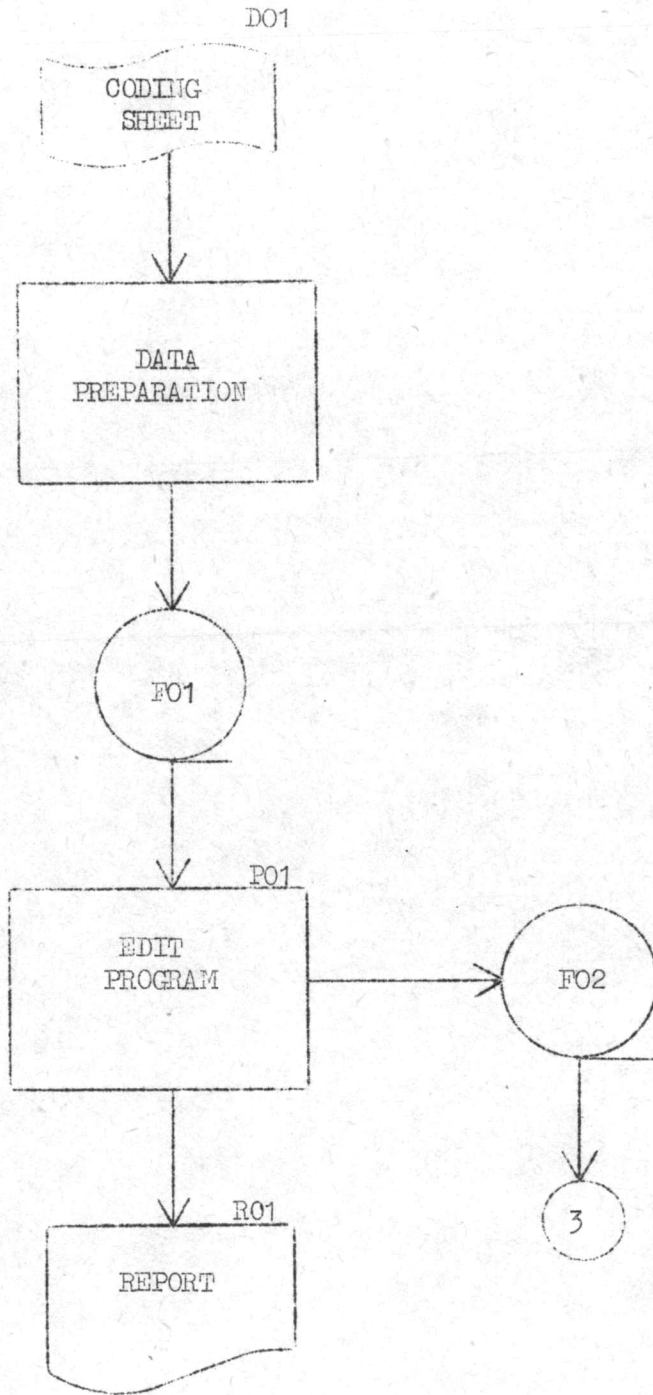 D01
CODING
SHEET
DATA
PREPARATION
F01
P01
EDIT
PROGRAM
F02
R01
REPORT
3